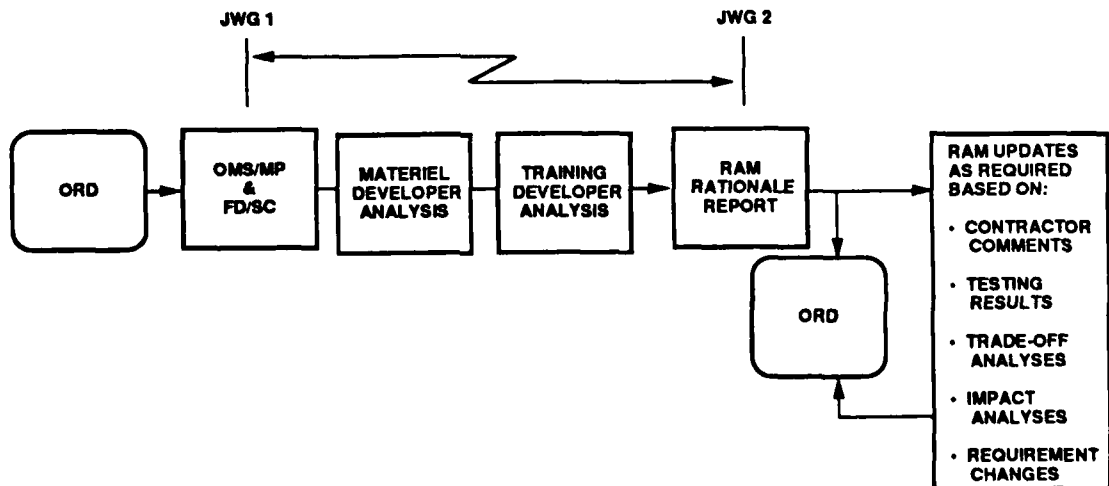 JWG 1
JWG 2
ORD
OMS/MP
&
FD/SC
MATERIEL
DEVELOPER
ANALYSIS
TRAINING
DEVELOPER
ANALYSIS
RAM
RATIONALE
REPORT
ORD
RAM UPDATES
AS REQUIRED
BASED ON:
• CONTRACTOR
COMMENTS
• TESTING
RESULTS
• TRADE-OFF
ANALYSES
• IMPACT
ANALYSES
• REQUIREMENT
CHANGES